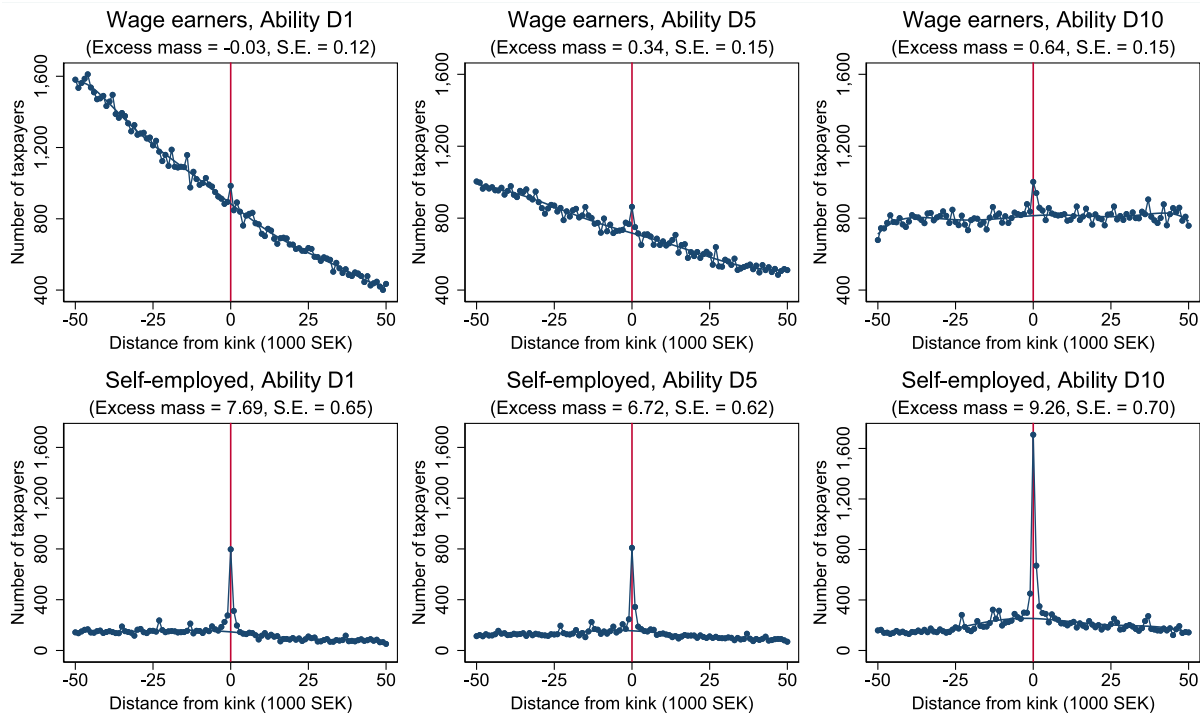 Wage earners, Ability D1
(Excess mass = -0.03, S.E. = 0.12)
Number of taxpayers
1,600
1,200
800
400
-50 -25 0 25 50
Distance from kink (1000 SEK)
Wage earners, Ability D5
(Excess mass = 0.34, S.E. = 0.15)
Number of taxpayers
1,600
1,200
800
400
-50 -25 0 25 50
Distance from kink (1000 SEK)
Wage earners, Ability D10
(Excess mass = 0.64, S.E. = 0.15)
Number of taxpayers
1,600
1,200
800
400
-50 -25 0 25 50
Distance from kink (1000 SEK)
Self-employed, Ability D1
(Excess mass = 7.69, S.E. = 0.65)
Number of taxpayers
1,600
1,200
800
400
0
-50 -25 0 25 50
Distance from kink (1000 SEK)
Self-employed, Ability D5
(Excess mass = 6.72, S.E. = 0.62)
Number of taxpayers
1,600
1,200
800
400
0
-50 -25 0 25 50
Distance from kink (1000 SEK)
Self-employed, Ability D10
(Excess mass = 9.26, S.E. = 0.70)
Number of taxpayers
1,600
1,200
800
400
0
-50 -25 0 25 50
Distance from kink (1000 SEK)